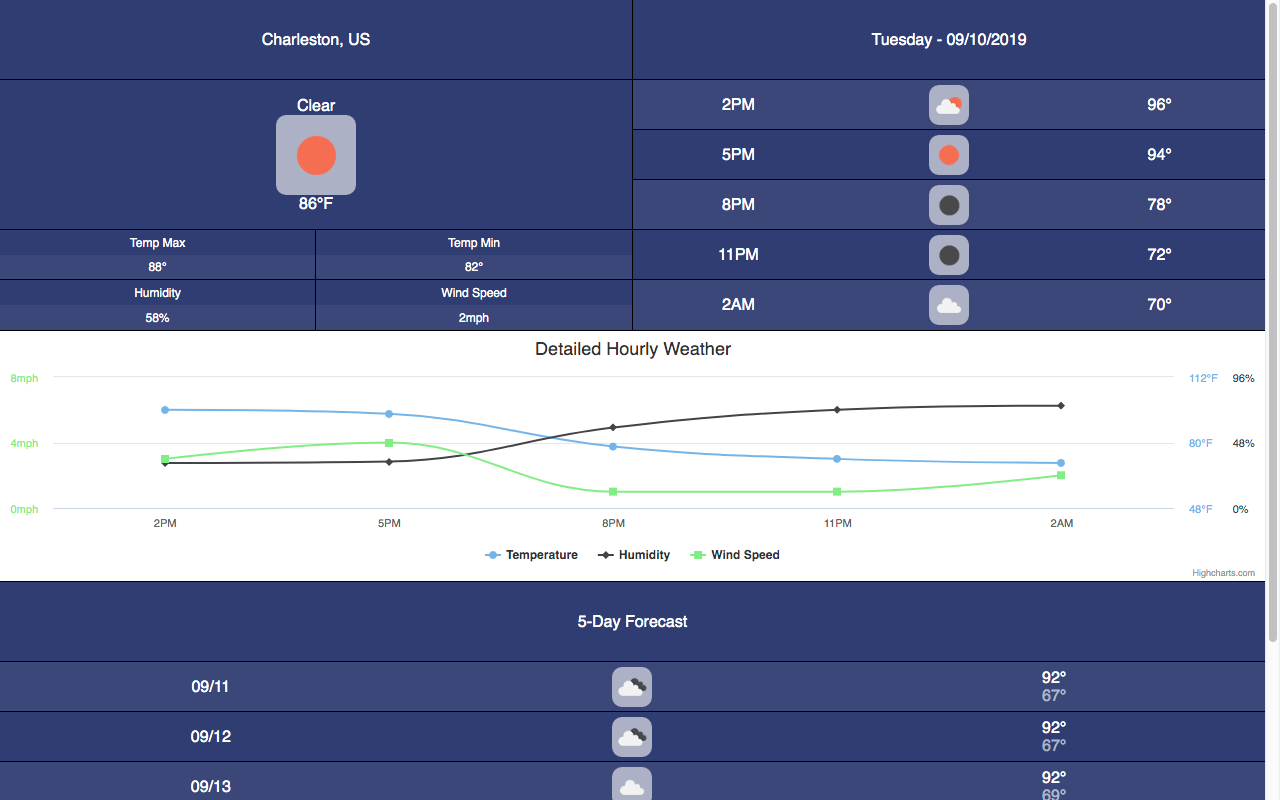 Charleston, US
Tuesday - 09/10/2019
Clear
86°F
Temp Max
Temp Min
88°
82°
Humidity
Wind Speed
58%
2mph
2PM 96°
5PM 94°
8PM 78°
11PM 72°
2AM 70°
Detailed Hourly Weather
8mph
4mph
0mph
112°F 96%
80°F 48%
48°F 0%
2PM 5PM 8PM 11PM 2AM
Temperature Humidity Wind Speed
Highcharts.com
5-Day Forecast
09/11 92°
67°
09/12 92°
67°
09/13 92°
69°